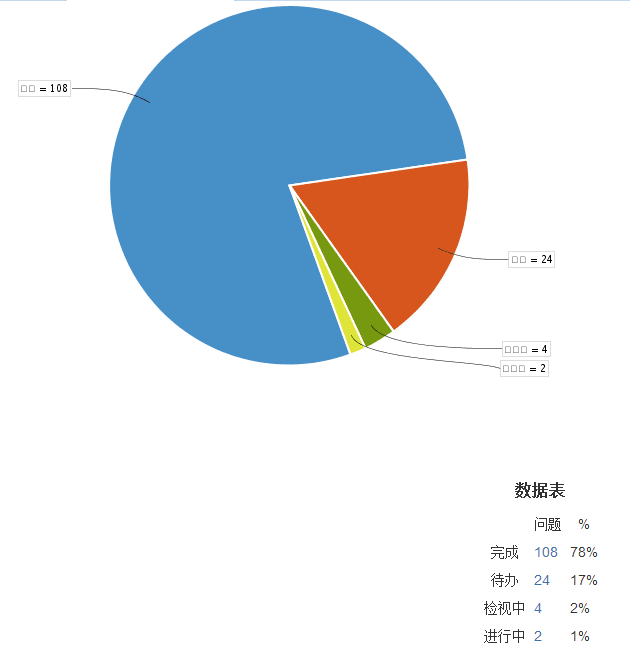 □□ = 108
□□ = 24
□□□ = 4
□□□ = 2
数据表
问题 %
完成 108 78%
待办 24 17%
检视中 4 2%
进行中 2 1%